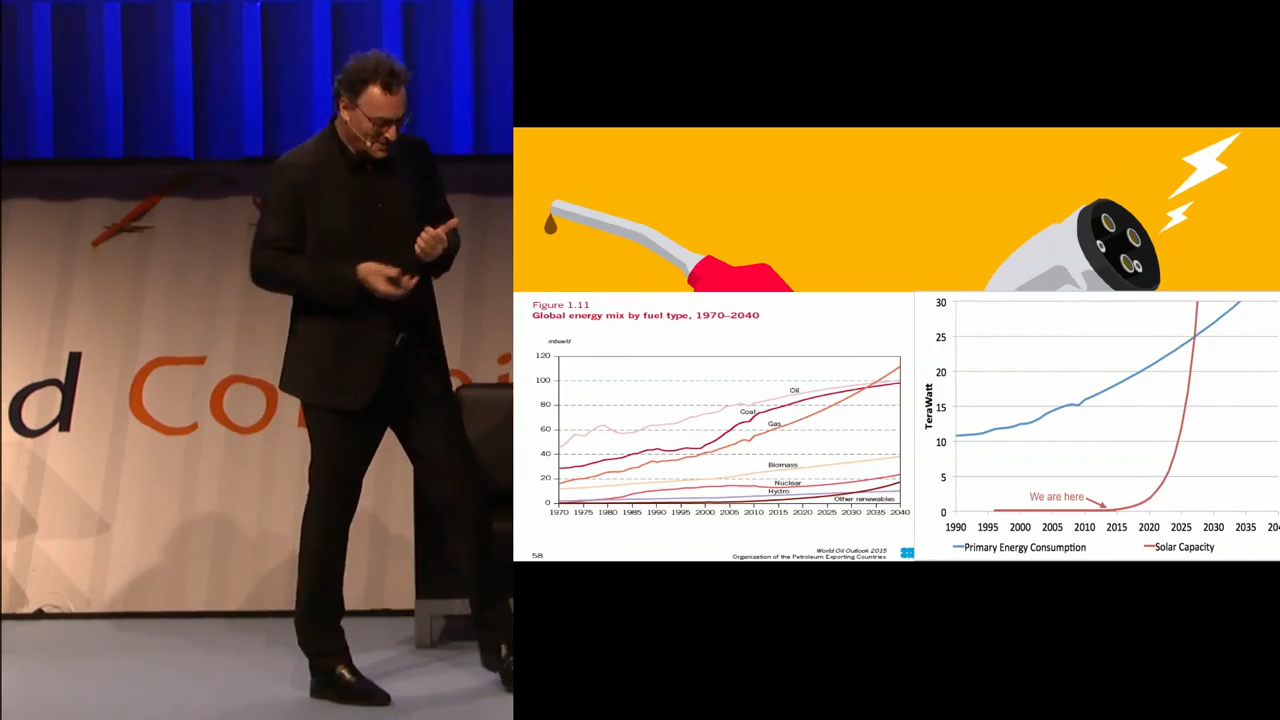 d Co
Figure 1.11
Global energy mix by fuel type, 1970–2040
mboe/d
120
100
80
60
40
20
0
Oil
Coal
Gas
Biomass
Nuclear
Hydro
Other renewables
1970 1975 1980 1985 1990 1995 2000 2005 2010 2015 2020 2025 2030 2035 2040
58
World Oil Outlook 2015
Organization of the Petroleum Exporting Countries
30
25
20
15
10
5
0
TeraWatt
We are here
1990 1995 2000 2005 2010 2015 2020 2025 2030 2035
Primary Energy Consumption
Solar Capacity